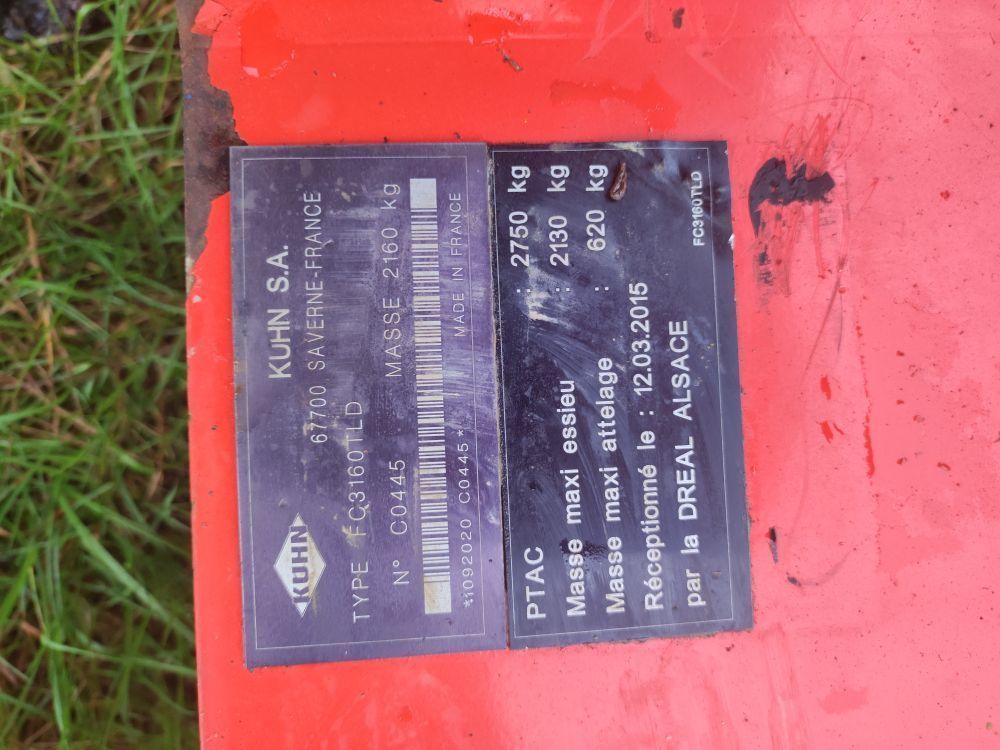 KUHN
KUHN S.A.
67700 SAVERNE-FRANCE
TYPE FC3160TLD
N° C0445 MASSE 2160 kg
*1092020 C0445* MADE IN FRANCE
PTAC : 2750 kg
Masse maxi essieu : 2130 kg
Masse maxi attelage : 620 kg
Réceptionné le : 12.03.2015
par la DREAL ALSACE
FC3160TLD